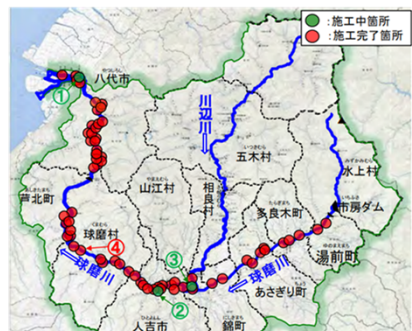 :施工中箇所
:施工完了箇所
八代市
①
川辺川
五木村
水上村
山江村
相良村
芦北町
多良木町
市房ダム
球磨村
湯前町
④
③
球磨川
球磨川
あさぎり町
②
人吉市
錦町